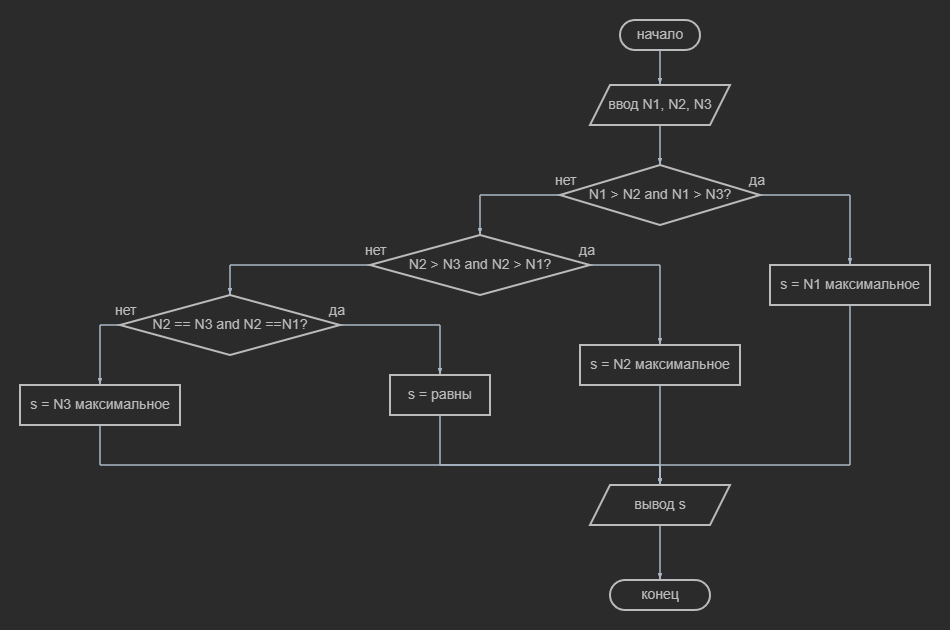 начало
ввод N1, N2, N3
нет
да
N1 > N2 and N1 > N3?
нет
да
N2 > N3 and N2 > N1?
s = N1 максимальное
нет
да
N2 == N3 and N2 ==N1?
s = N2 максимальное
s = N3 максимальное
s = равны
вывод s
конец